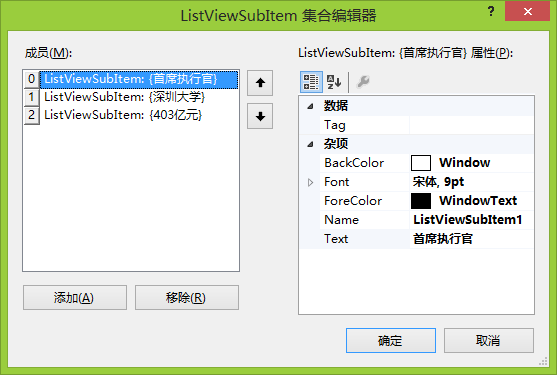 ListViewSubItem 集合编辑器
成员(M):
0 ListViewSubItem: {首席执行官}
1 ListViewSubItem: {深圳大学}
2 ListViewSubItem: {403亿元}
添加(A)
移除(R)
ListViewSubItem: {首席执行官} 属性(P):
数据
Tag
杂项
BackColor Window
Font 宋体, 9pt
ForeColor WindowText
Name ListViewSubItem1
Text 首席执行官
确定
取消